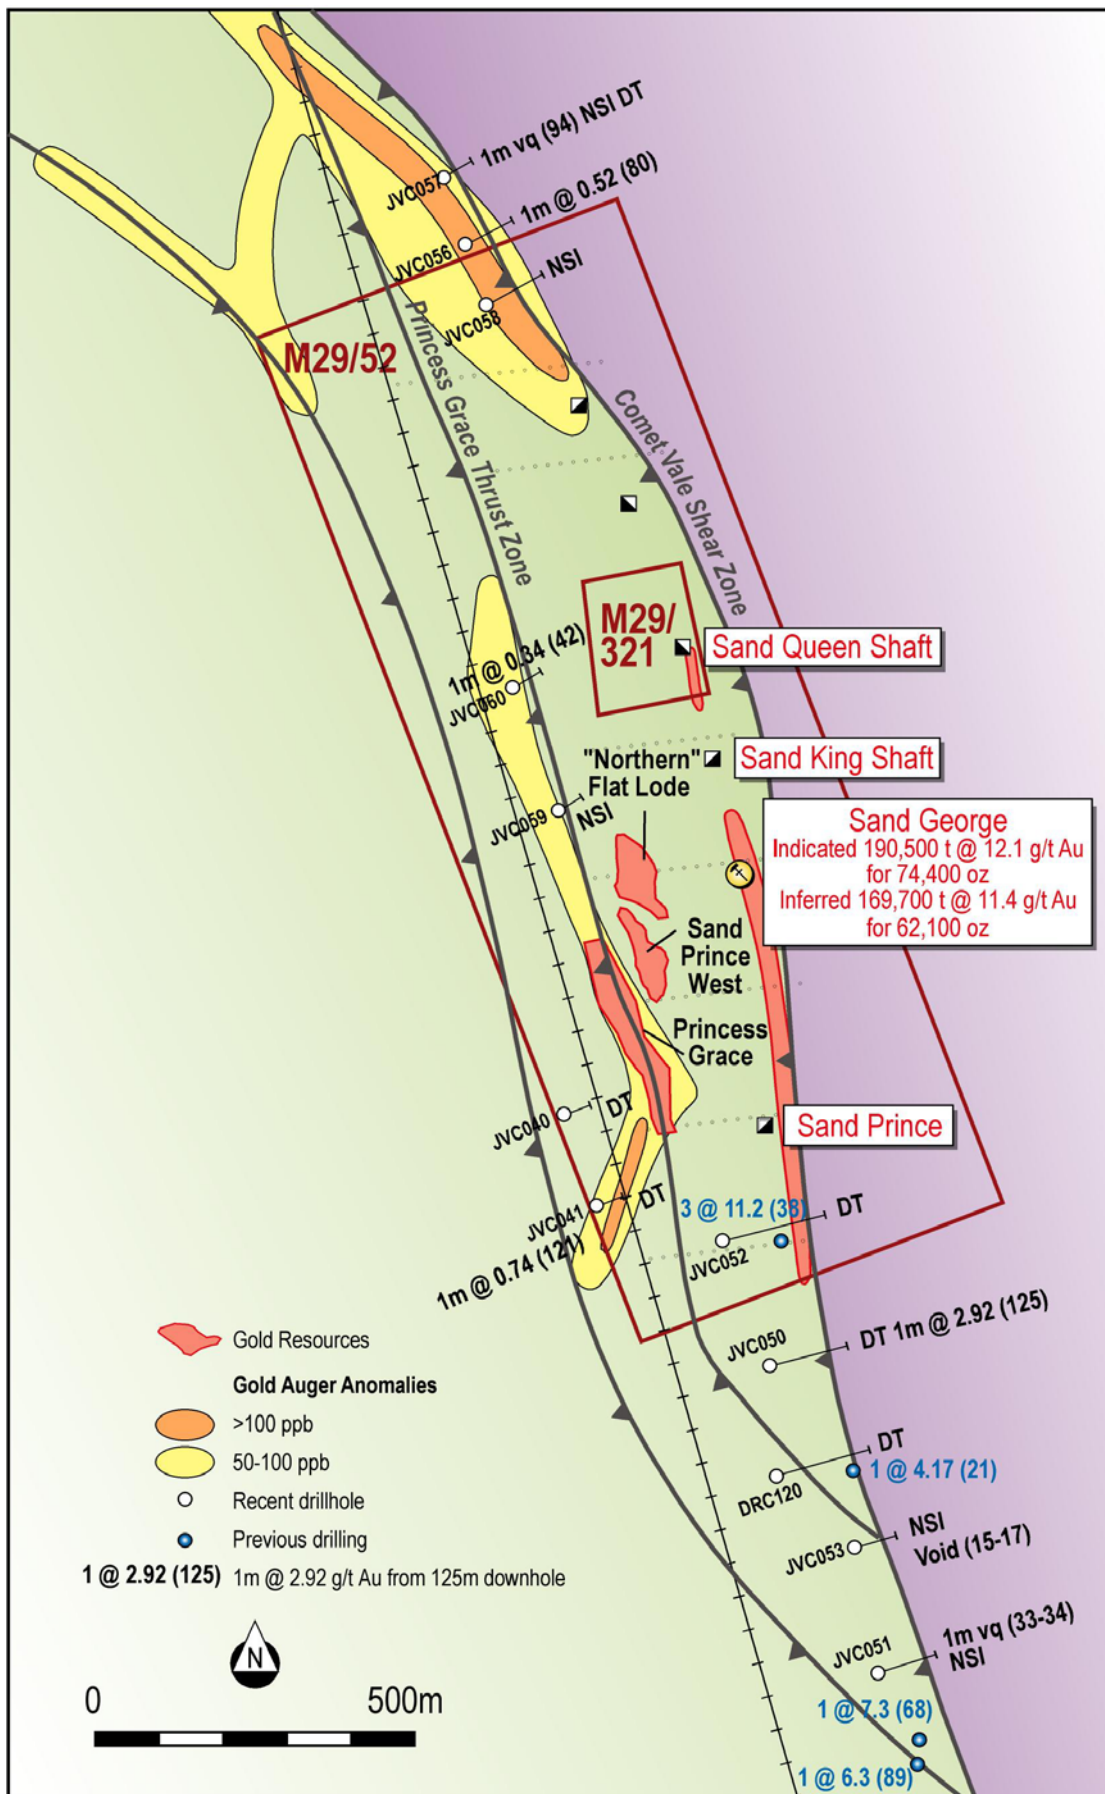 1m vq (94) NSI DT
JVC057
1m @ 0.52 (80)
JVC056
NSI
JVC058
M29/52
Princess Grace Thrust Zone
Comet Vale Shear Zone
M29/
321
Sand Queen Shaft
1m @ 0.34 (42)
JVC060
"Northern"
Flat Lode
Sand King Shaft
JVC059
NSI
Sand George
Indicated 190,500 t @ 12.1 g/t Au
for 74,400 oz
Inferred 169,700 t @ 11.4 g/t Au
for 62,100 oz
Sand
Prince
West
Princess
Grace
JVC040
DT
Sand Prince
JVC041
DT
1m @ 0.74 (121)
3 @ 11.2 (38)
DT
JVC052
JVC050
DT 1m @ 2.92 (125)
DT
DRC120
1 @ 4.17 (21)
JVC053
NSI
Void (15-17)
JVC051
1m vq (33-34)
NSI
1 @ 7.3 (68)
1 @ 6.3 (89)
Gold Resources
Gold Auger Anomalies
>100 ppb
50-100 ppb
Recent drillhole
Previous drilling
1 @ 2.92 (125) 1m @ 2.92 g/t Au from 125m downhole
N
0 500m